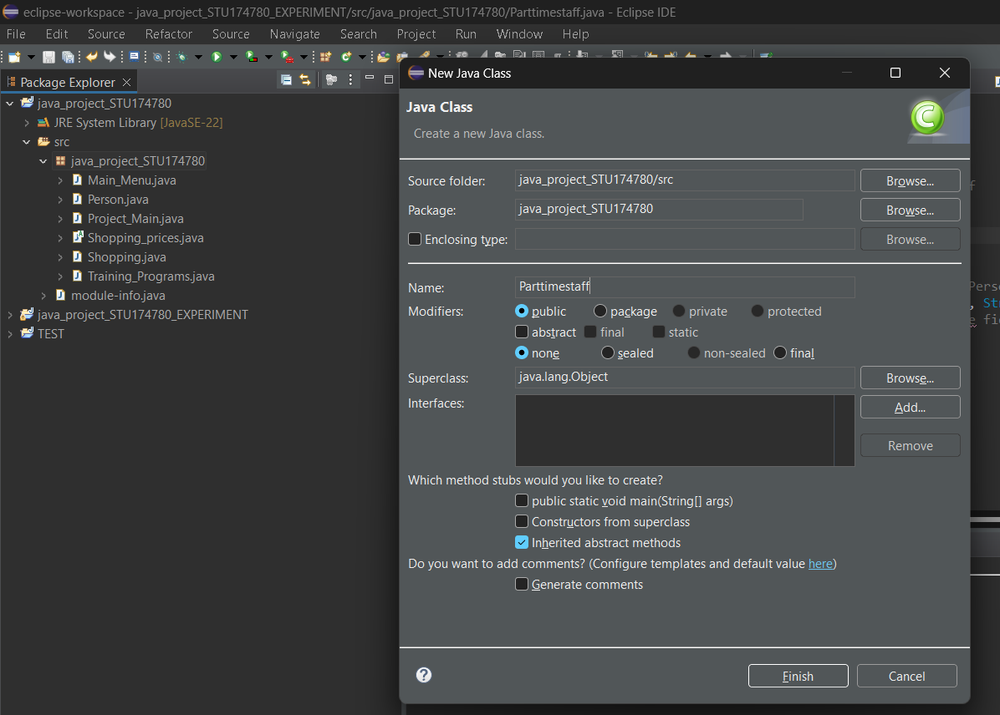 eclipse-workspace - java_project_STU174780_EXPERIMENT/src/java_project_STU174780/Parttimestaff.java - Eclipse IDE
File Edit Source Refactor Source Navigate Search Project Run Window Help
Package Explorer
java_project_STU174780
JRE System Library [JavaSE-22]
src
java_project_STU174780
Main_Menu.java
Person.java
Project_Main.java
Shopping_prices.java
Shopping.java
Training_Programs.java
module-info.java
java_project_STU174780_EXPERIMENT
TEST
New Java Class
Java Class
Create a new Java class.
Source folder: java_project_STU174780/src Browse...
Package: java_project_STU174780 Browse...
Enclosing type: Browse...
Name: Parttimestaff
Modifiers: public package private protected
abstract final static
none sealed non-sealed final
Superclass: java.lang.Object Browse...
Interfaces: Add...
Remove
Which method stubs would you like to create?
public static void main(String[] args)
Constructors from superclass
Inherited abstract methods
Do you want to add comments? (Configure templates and default value here)
Generate comments
Finish Cancel